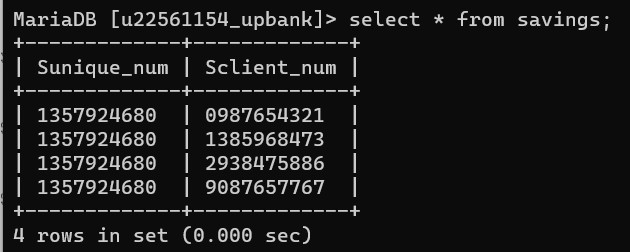 MariaDB [u22561154_upbank]> select * from savings;
+-------------+-------------+
| Sunique_num | Sclient_num |
+-------------+-------------+
| 1357924680  | 0987654321  |
| 1357924680  | 1385968473  |
| 1357924680  | 2938475886  |
| 1357924680  | 9087657767  |
+-------------+-------------+
4 rows in set (0.000 sec)